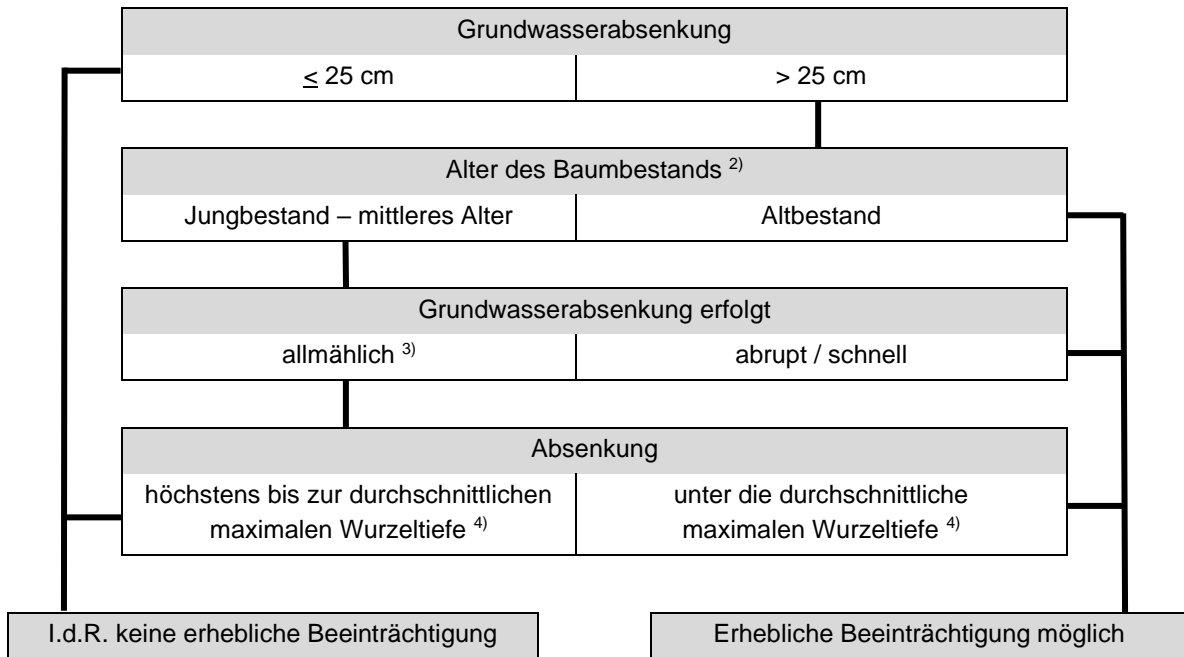 Grundwasserabsenkung
≤ 25 cm
> 25 cm
Alter des Baumbestands ²⁾
Jungbestand – mittleres Alter
Altbestand
Grundwasserabsenkung erfolgt
allmählich ³⁾
abrupt / schnell
Absenkung
höchstens bis zur durchschnittlichen
maximalen Wurzeltiefe ⁴⁾
unter die durchschnittliche
maximalen Wurzeltiefe ⁴⁾
I.d.R. keine erhebliche Beeinträchtigung
Erhebliche Beeinträchtigung möglich